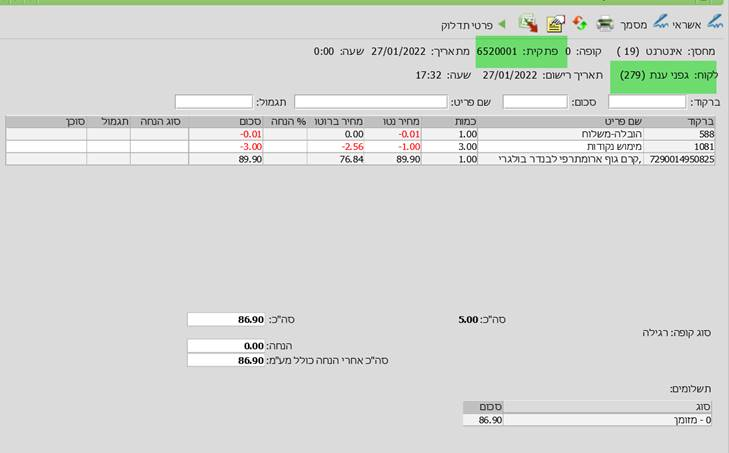 אשראי מסמך פרטי תדלוק
מחסן: אינטרנט ( 19 ) קופה: 0 פתקית: 6520001 מתאריך: 27/01/2022 שעה: 0:00
לקוח: גפני ענת (279) תאריך רישום: 27/01/2022 שעה: 17:32
ברקוד: סכום: שם פריט: תגמול:
ברקוד שם פריט כמות מחיר נטו מחיר ברוטו % הנחה סכום סוג הנחה תגמול סוכן
588 הובלה-משלוח 1.00 -0.01 0.00 -0.01
1081 מימוש נקודות 3.00 -1.00 -2.56 -3.00
7290014950825 קרם גוף ארומתרפי לבנדר בולגרי, 1.00 89.90 76.84 89.90
סה"כ: 5.00 סה"כ: 86.90
סוג קופה: רגילה
הנחה: 0.00
סה"כ אחרי הנחה כולל מע"מ: 86.90
תשלומים:
סוג סכום
0 - מזומן 86.90